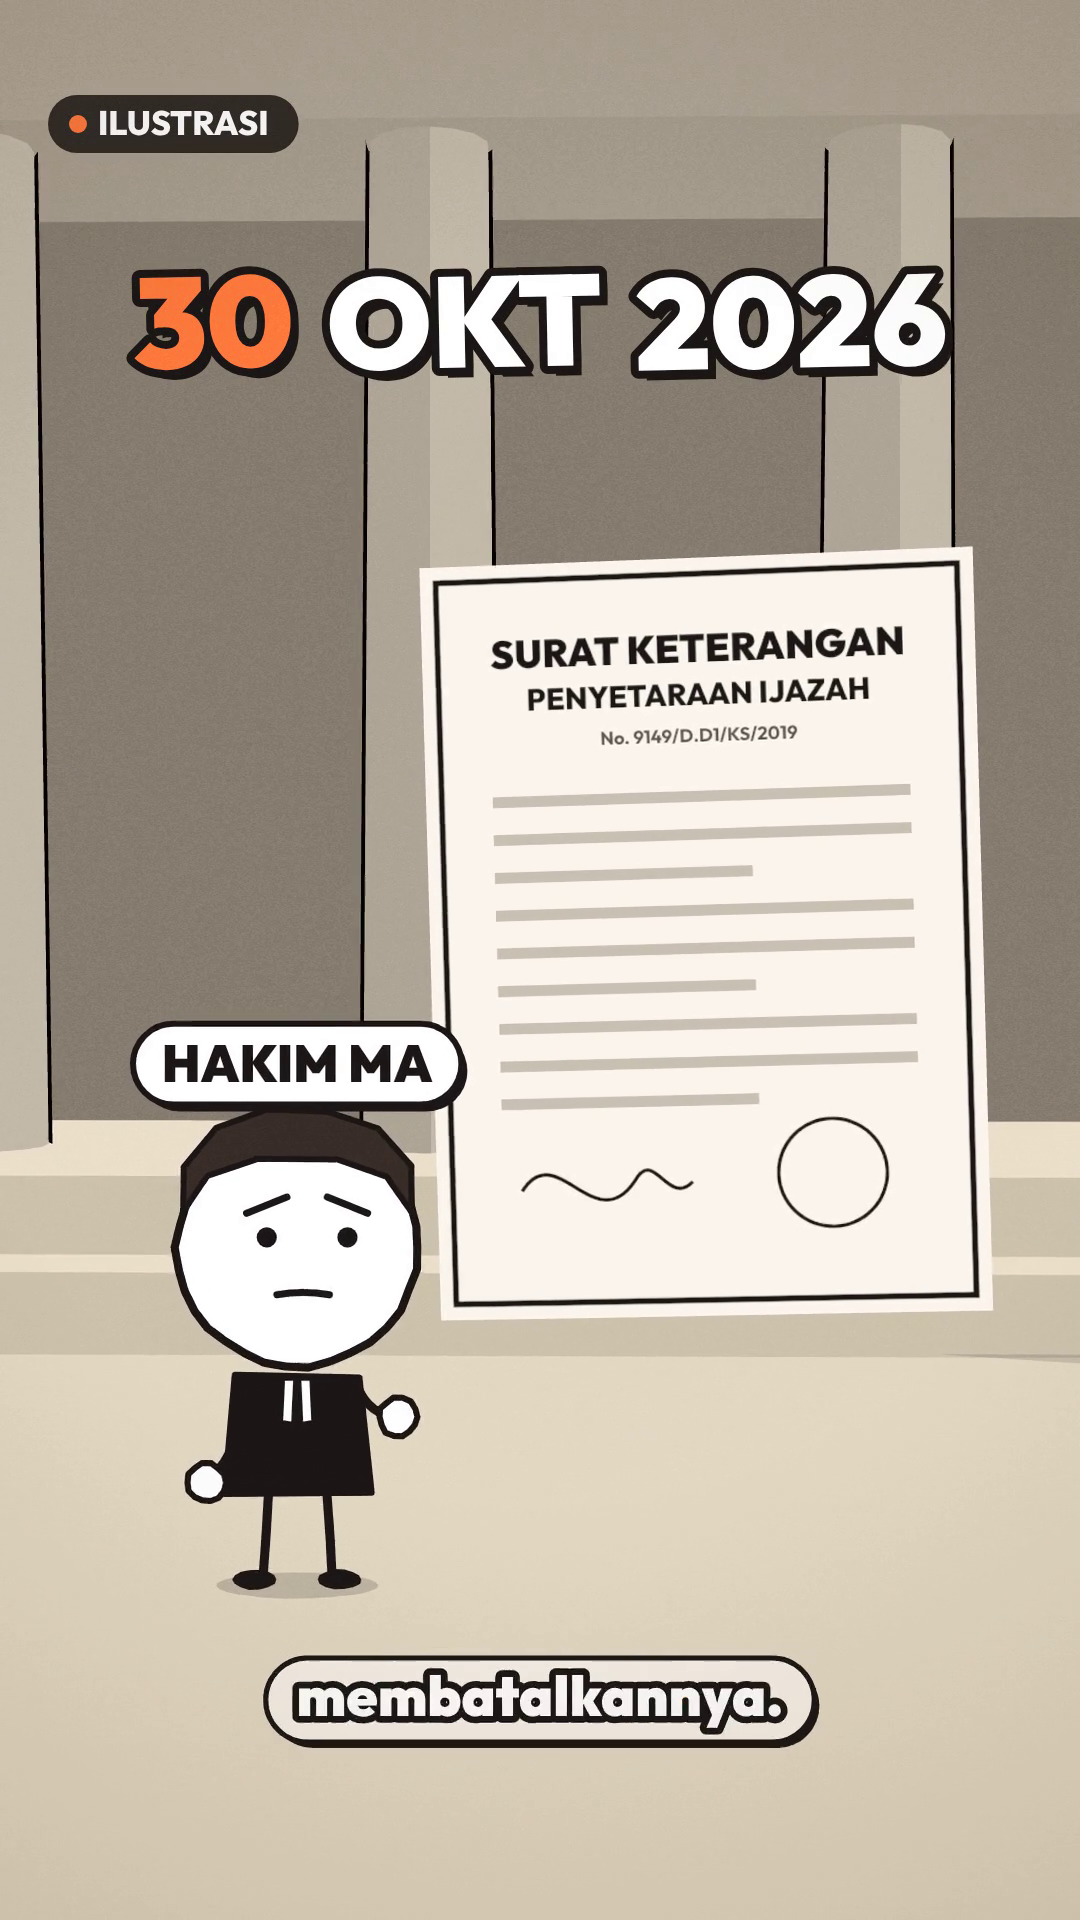 ILUSTRASI
30 OKT 2026
SURAT KETERANGAN
PENYETARAAN IJAZAH
No. 9149/D.D1/KS/2019
HAKIM MA
membatalkannya.